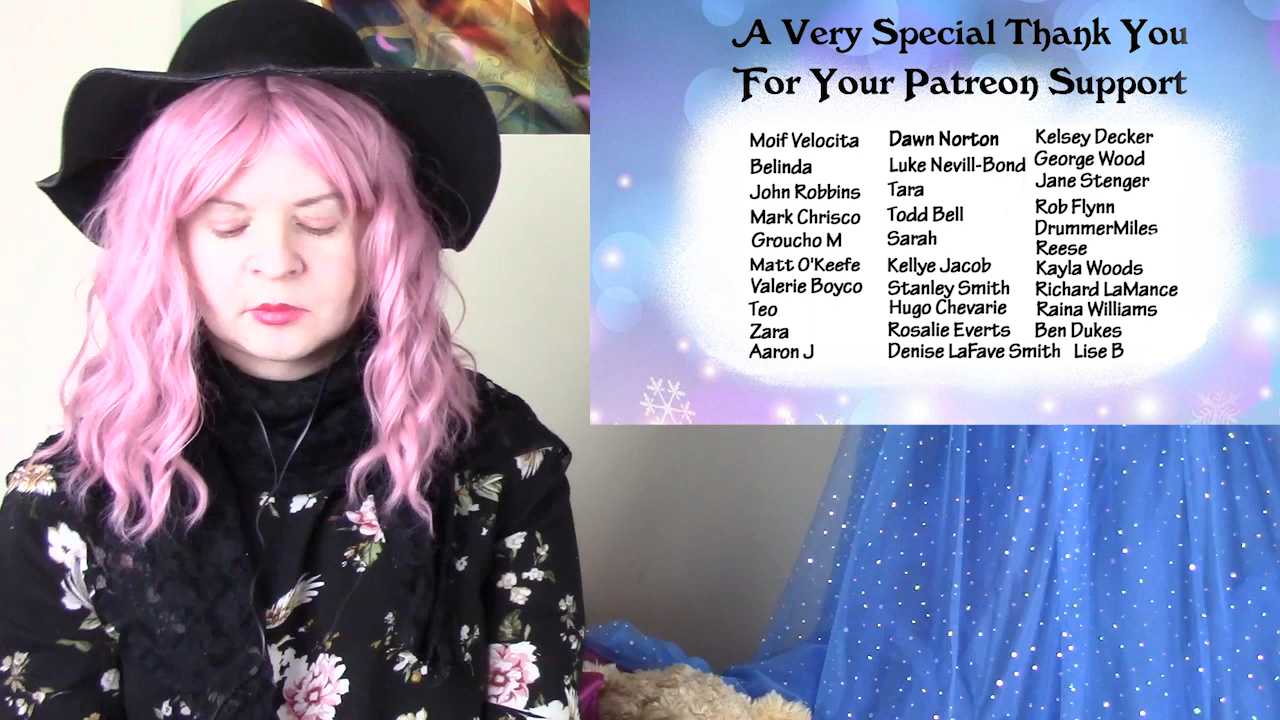 A Very Special Thank You
For Your Patreon Support
Moif Velocita
Belinda
John Robbins
Mark Chrisco
Groucho M
Matt O'Keefe
Valerie Boyco
Teo
Zara
Aaron J
Dawn Norton
Luke Nevill-Bond
Tara
Todd Bell
Sarah
Kellye Jacob
Stanley Smith
Hugo Chevarie
Rosalie Everts
Denise LaFave Smith
Kelsey Decker
George Wood
Jane Stenger
Rob Flynn
DrummerMiles
Reese
Kayla Woods
Richard LaMance
Raina Williams
Ben Dukes
Lise B